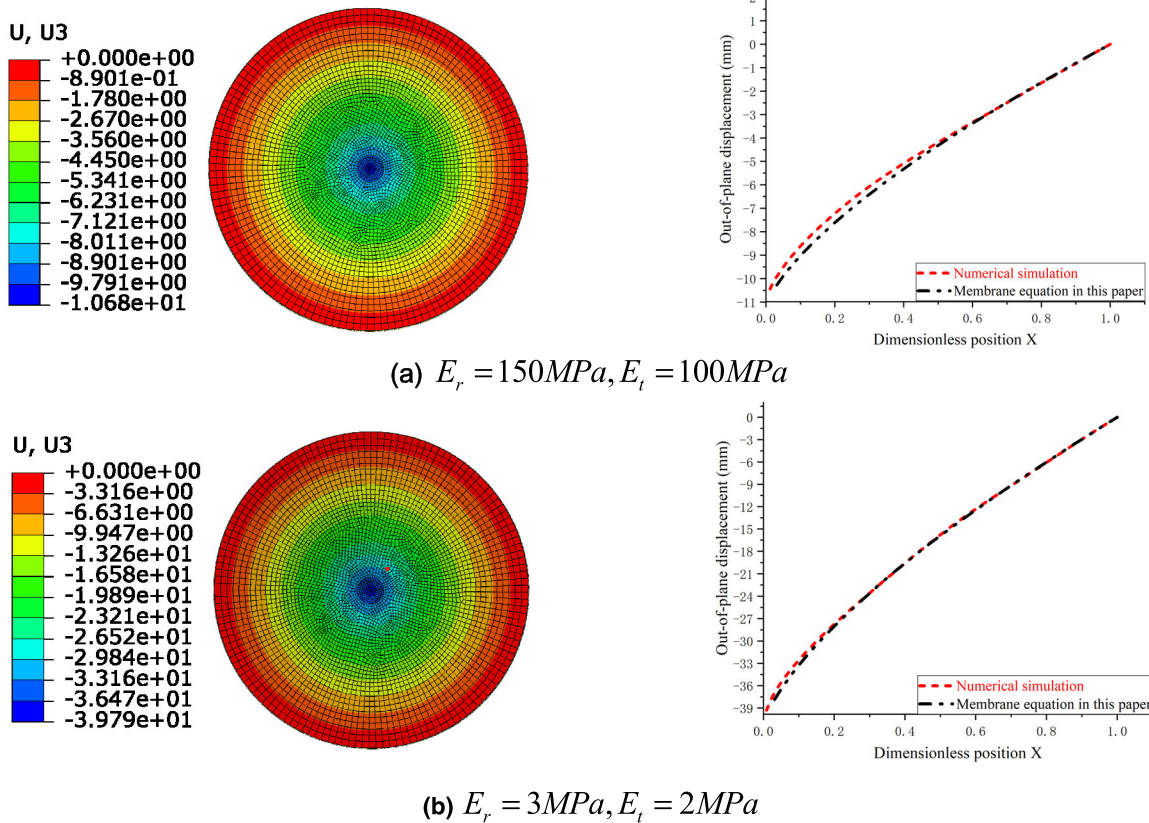 U, U3
+0.000e+00
-8.901e-01
-1.780e+00
-2.670e+00
-3.560e+00
-4.450e+00
-5.341e+00
-6.231e+00
-7.121e+00
-8.011e+00
-8.901e+00
-9.791e+00
-1.068e+01
2
0
-1
-2
-3
-4
-5
-6
-7
-8
-9
-10
-11
Out-of-plane displacement (mm)
Numerical simulation
Membrane equation in this paper
0.0 0.2 0.4 0.6 0.8 1.0
Dimensionless position X
(a) E_r = 150MPa, E_t = 100MPa
U, U3
+0.000e+00
-3.316e+00
-6.631e+00
-9.947e+00
-1.326e+01
-1.658e+01
-1.989e+01
-2.321e+01
-2.652e+01
-2.984e+01
-3.316e+01
-3.647e+01
-3.979e+01
0
-3
-6
-9
-12
-15
-18
-21
-24
-27
-30
-33
-36
-39
Out-of-plane displacement (mm)
Numerical simulation
Membrane equation in this paper
0.0 0.2 0.4 0.6 0.8 1.0
Dimensionless position X
(b) E_r = 3MPa, E_t = 2MPa